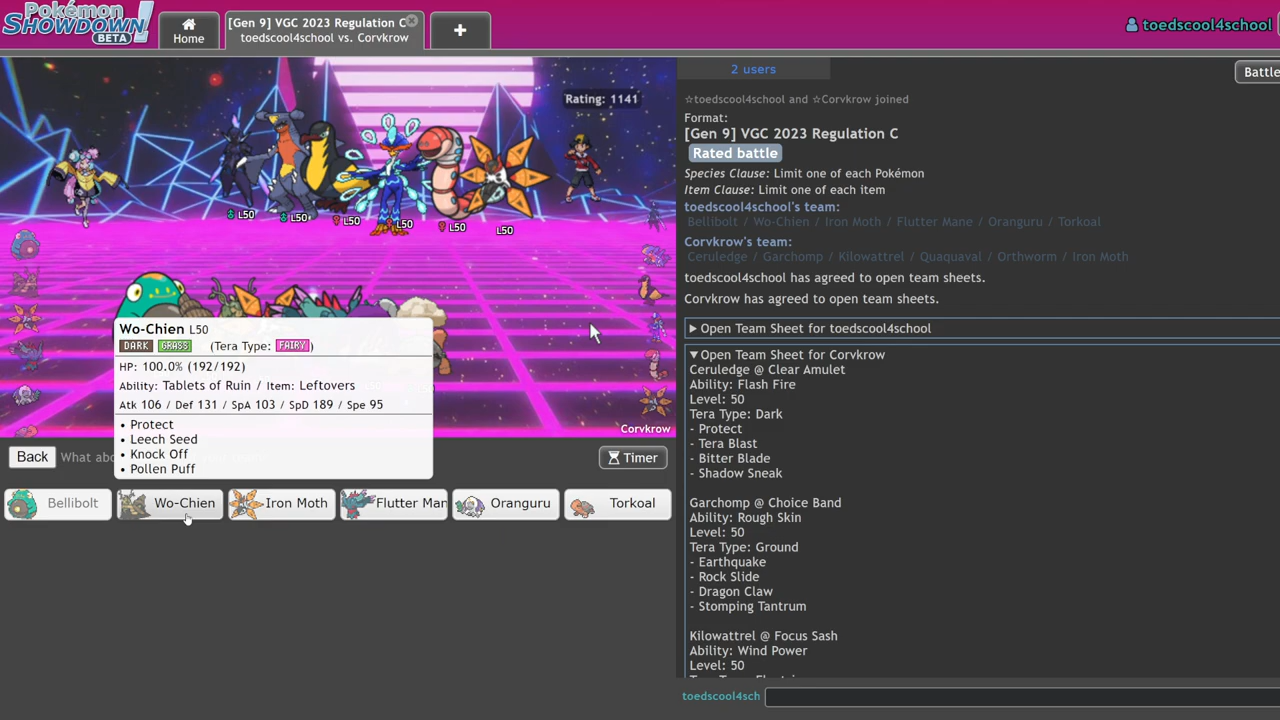 Pokémon
SHOWDOWN!
BETA
Home
[Gen 9] VGC 2023 Regulation C
toedscool4school vs. Corvkrow
+
toedscool4school
Rating: 1141
L50
L50
L50
L50
L50
L50
Corvkrow
Wo-Chien L50
DARK GRASS (Tera Type: FAIRY)
HP: 100.0% (192/192)
Ability: Tablets of Ruin / Item: Leftovers
Atk 106 / Def 131 / SpA 103 / SpD 189 / Spe 95
• Protect
• Leech Seed
• Knock Off
• Pollen Puff
Back
What abo
Timer
Bellibolt
Wo-Chien
Iron Moth
Flutter Man
Oranguru
Torkoal
2 users
Battle
☆toedscool4school and ☆Corvkrow joined
Format:
[Gen 9] VGC 2023 Regulation C
Rated battle
Species Clause: Limit one of each Pokémon
Item Clause: Limit one of each item
toedscool4school's team:
Bellibolt / Wo-Chien / Iron Moth / Flutter Mane / Oranguru / Torkoal
Corvkrow's team:
Ceruledge / Garchomp / Kilowattrel / Quaquaval / Orthworm / Iron Moth
toedscool4school has agreed to open team sheets.
Corvkrow has agreed to open team sheets.
▶ Open Team Sheet for toedscool4school
▼ Open Team Sheet for Corvkrow
Ceruledge @ Clear Amulet
Ability: Flash Fire
Level: 50
Tera Type: Dark
- Protect
- Tera Blast
- Bitter Blade
- Shadow Sneak
Garchomp @ Choice Band
Ability: Rough Skin
Level: 50
Tera Type: Ground
- Earthquake
- Rock Slide
- Dragon Claw
- Stomping Tantrum
Kilowattrel @ Focus Sash
Ability: Wind Power
Level: 50
toedscool4sch